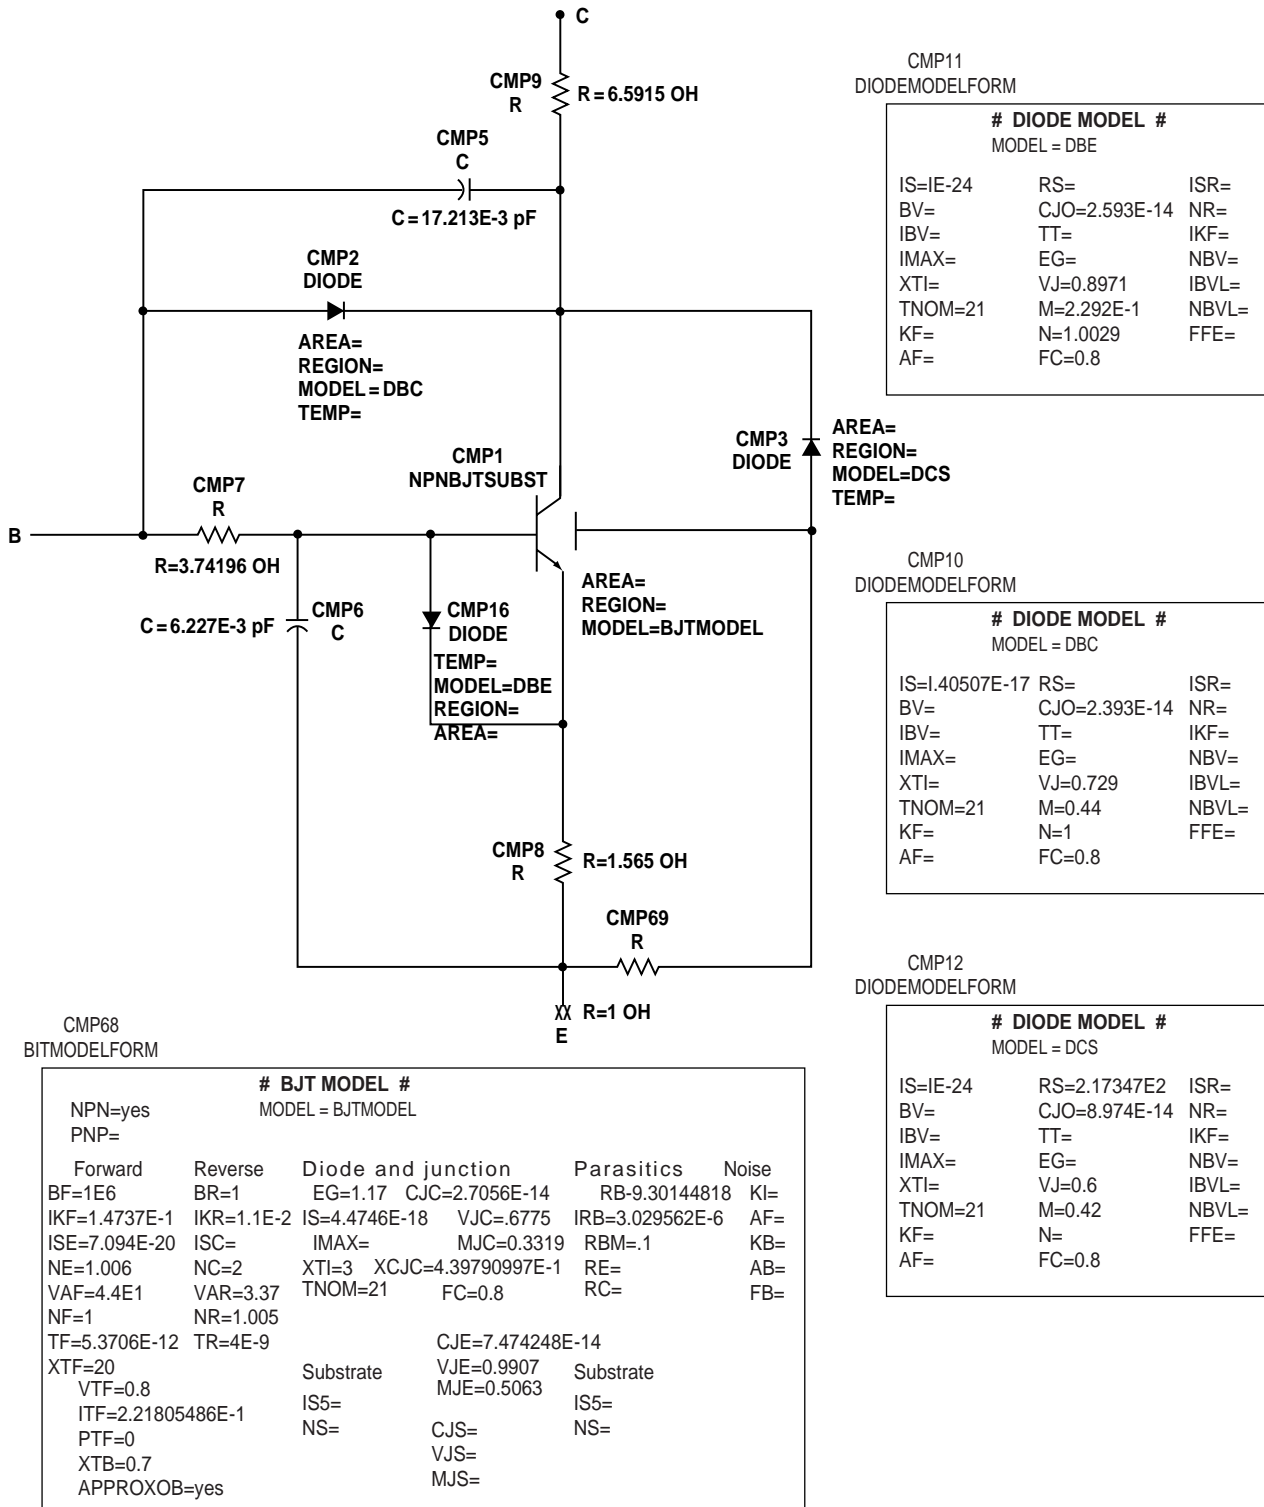 C
CMP9
R
R=6.5915 OH
CMP5
C
C=17.213E-3 pF
CMP2
DIODE
AREA=
REGION=
MODEL=DBC
TEMP=
CMP3
DIODE
AREA=
REGION=
MODEL=DCS
TEMP=
CMP1
NPNBJTSUBST
CMP7
R
B
R=3.74196 OH
AREA=
REGION=
MODEL=BJTMODEL
C=6.227E-3 pF
CMP6
C
CMP16
DIODE
TEMP=
MODEL=DBE
REGION=
AREA=
CMP8
R
R=1.565 OH
CMP69
R
R=1 OH
E
CMP11
DIODEMODELFORM
# DIODE MODEL #
MODEL = DBE
IS=IE-24 RS= ISR=
BV= CJO=2.593E-14 NR=
IBV= TT= IKF=
IMAX= EG= NBV=
XTI= VJ=0.8971 IBVL=
TNOM=21 M=2.292E-1 NBVL=
KF= N=1.0029 FFE=
AF= FC=0.8
CMP10
DIODEMODELFORM
# DIODE MODEL #
MODEL = DBC
IS=I.40507E-17 RS= ISR=
BV= CJO=2.393E-14 NR=
IBV= TT= IKF=
IMAX= EG= NBV=
XTI= VJ=0.729 IBVL=
TNOM=21 M=0.44 NBVL=
KF= N=1 FFE=
AF= FC=0.8
CMP12
DIODEMODELFORM
# DIODE MODEL #
MODEL = DCS
IS=IE-24 RS=2.17347E2 ISR=
BV= CJO=8.974E-14 NR=
IBV= TT= IKF=
IMAX= EG= NBV=
XTI= VJ=0.6 IBVL=
TNOM=21 M=0.42 NBVL=
KF= N= FFE=
AF= FC=0.8
CMP68
BITMODELFORM
# BJT MODEL #
NPN=yes MODEL = BJTMODEL
PNP=
Forward Reverse Diode and junction Parasitics Noise
BF=1E6 BR=1 EG=1.17 CJC=2.7056E-14 RB-9.30144818 KI=
IKF=1.4737E-1 IKR=1.1E-2 IS=4.4746E-18 VJC=.6775 IRB=3.029562E-6 AF=
ISE=7.094E-20 ISC= IMAX= MJC=0.3319 RBM=.1 KB=
NE=1.006 NC=2 XTI=3 XCJC=4.39790997E-1 RE= AB=
VAF=4.4E1 VAR=3.37 TNOM=21 FC=0.8 RC= FB=
NF=1 NR=1.005
TF=5.3706E-12 TR=4E-9 CJE=7.474248E-14
XTF=20 Substrate VJE=0.9907 Substrate
VTF=0.8 MJE=0.5063
ITF=2.21805486E-1 IS5= IS5=
PTF=0 NS= CJS= NS=
XTB=0.7 VJS=
APPROXOB=yes MJS=